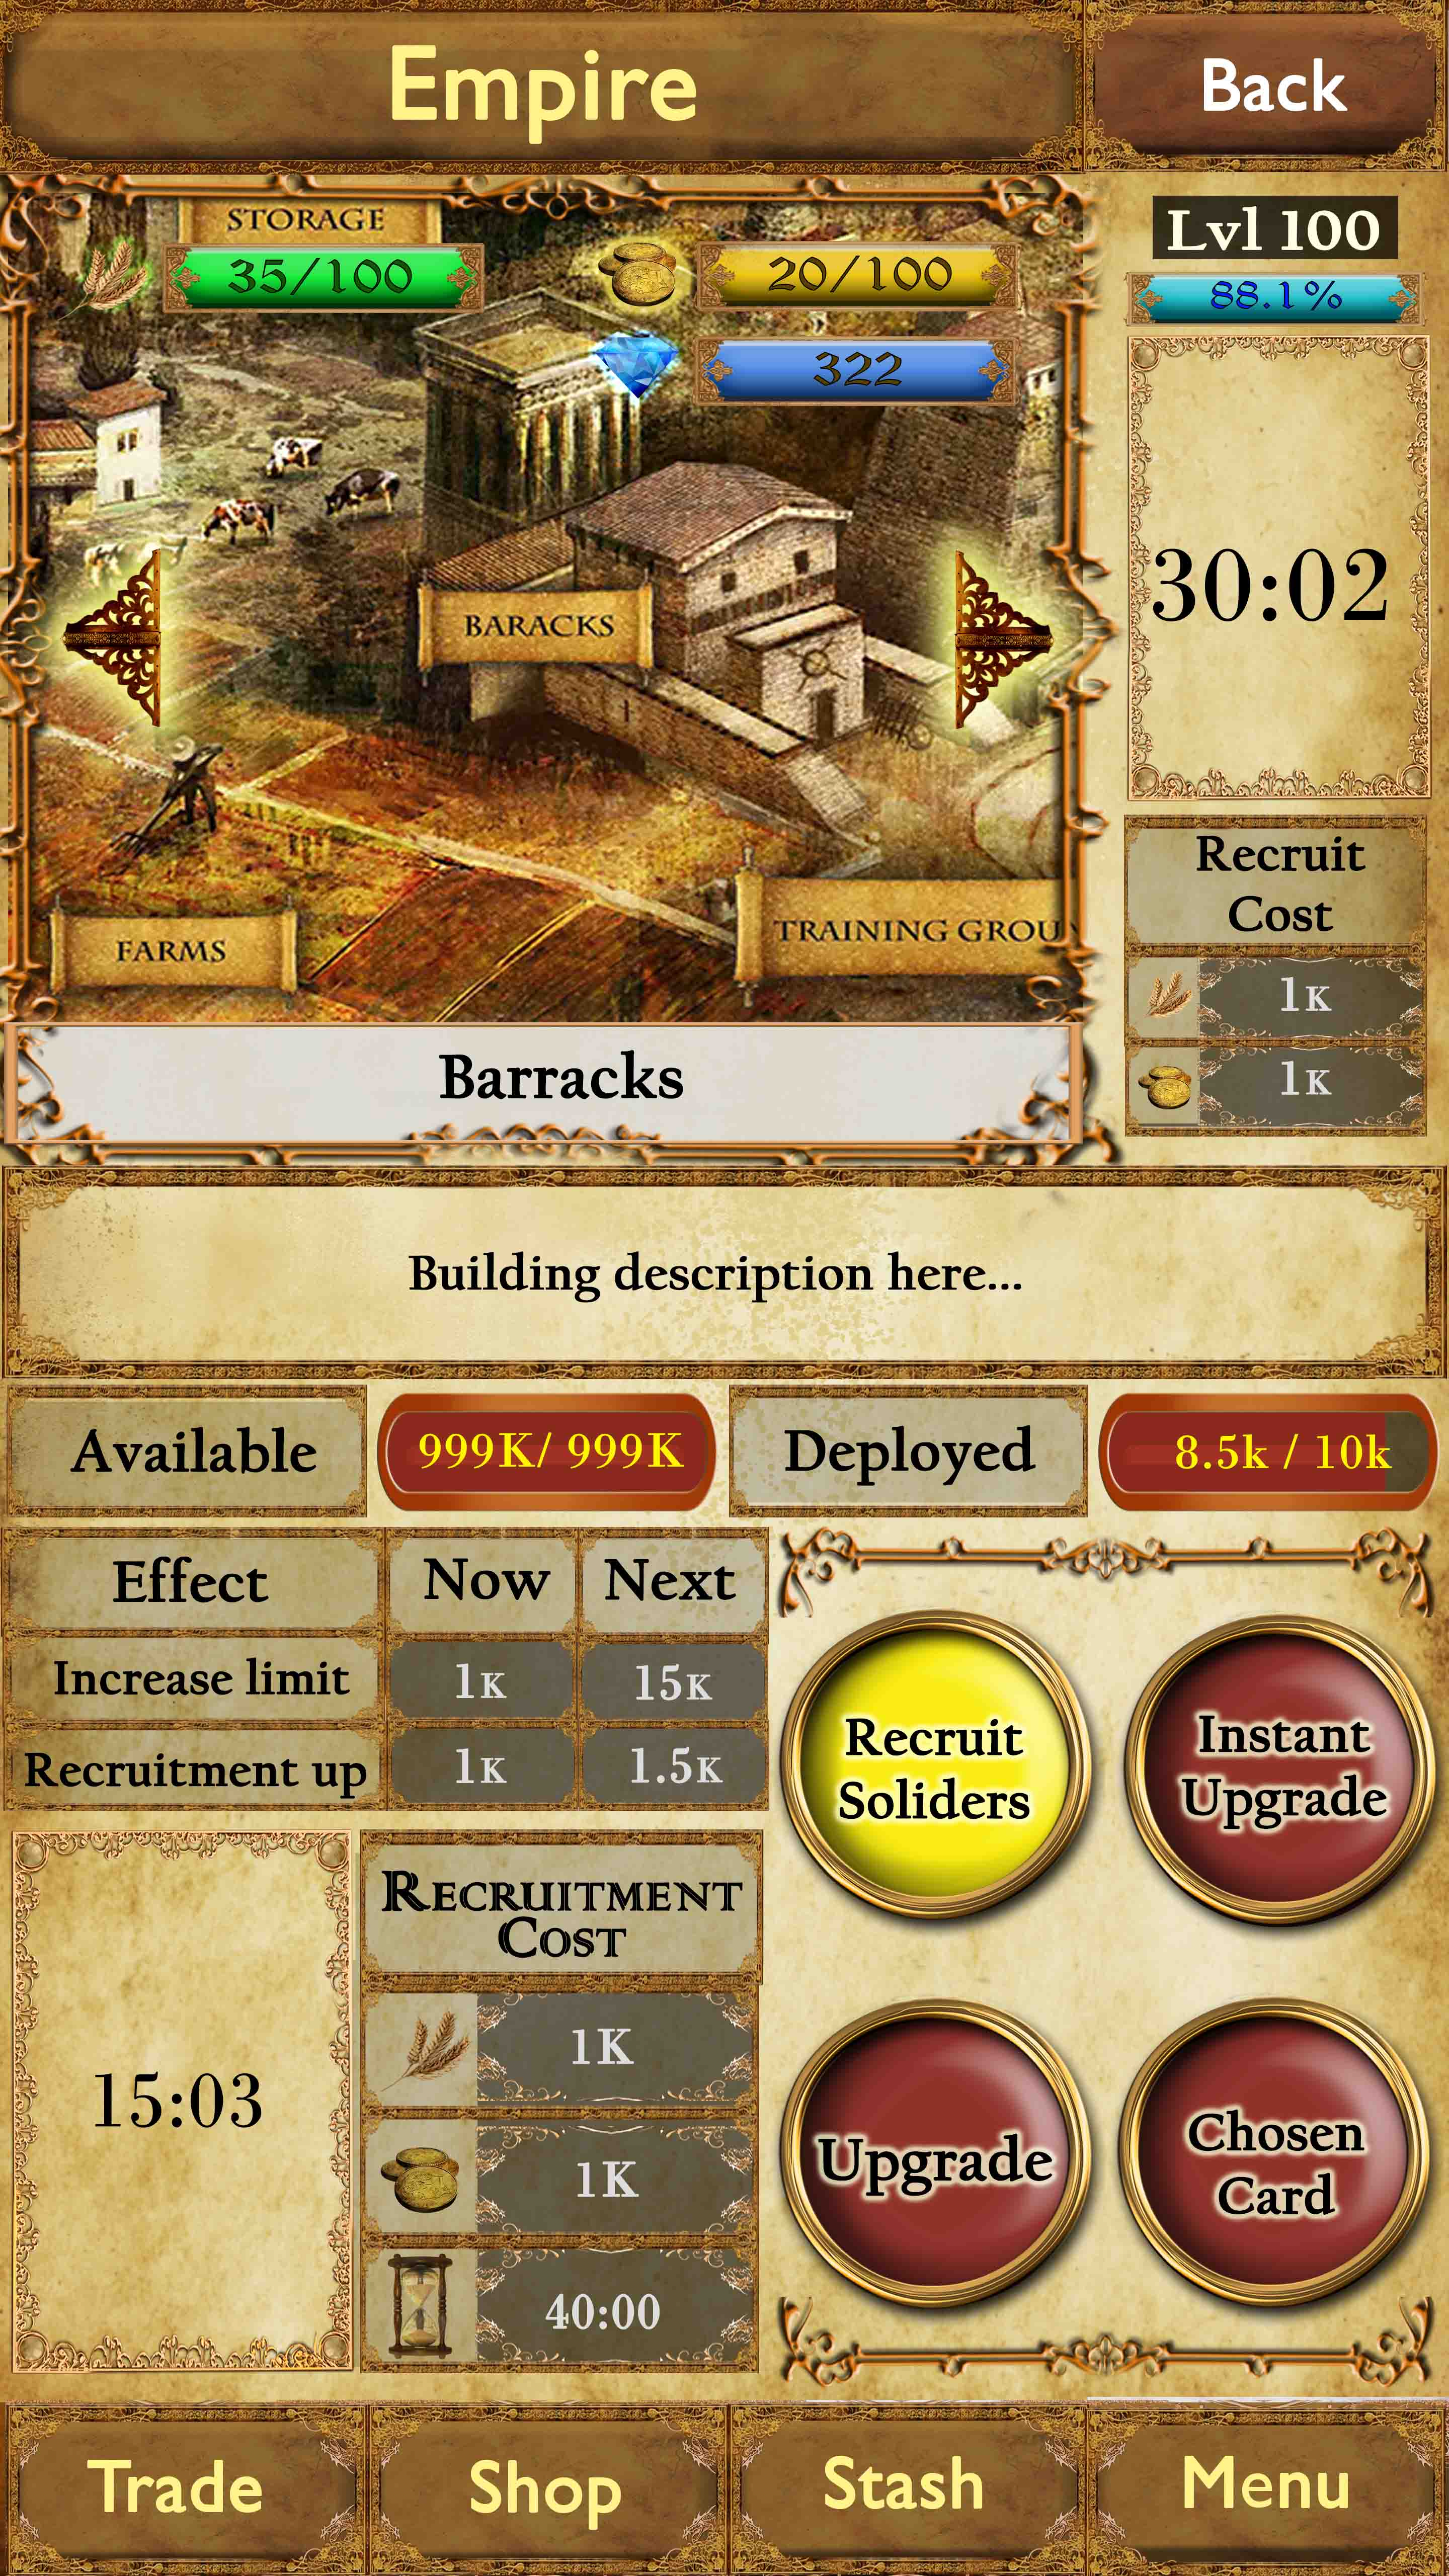 Empire
Back
STORAGE
35/100
20/100
322
Lvl 100
88.1%
30:02
BARACKS
FARMS
TRAINING GROU
Recruit
Cost
1K
1K
Barracks
Building description here...
Available
999K/ 999K
Deployed
8.5k / 10k
Effect
Now
Next
Increase limit
1K
15K
Recruitment up
1K
1.5K
Recruit
Soliders
Instant
Upgrade
15:03
RECRUITMENT
COST
1K
1K
40:00
Upgrade
Chosen
Card
Trade
Shop
Stash
Menu